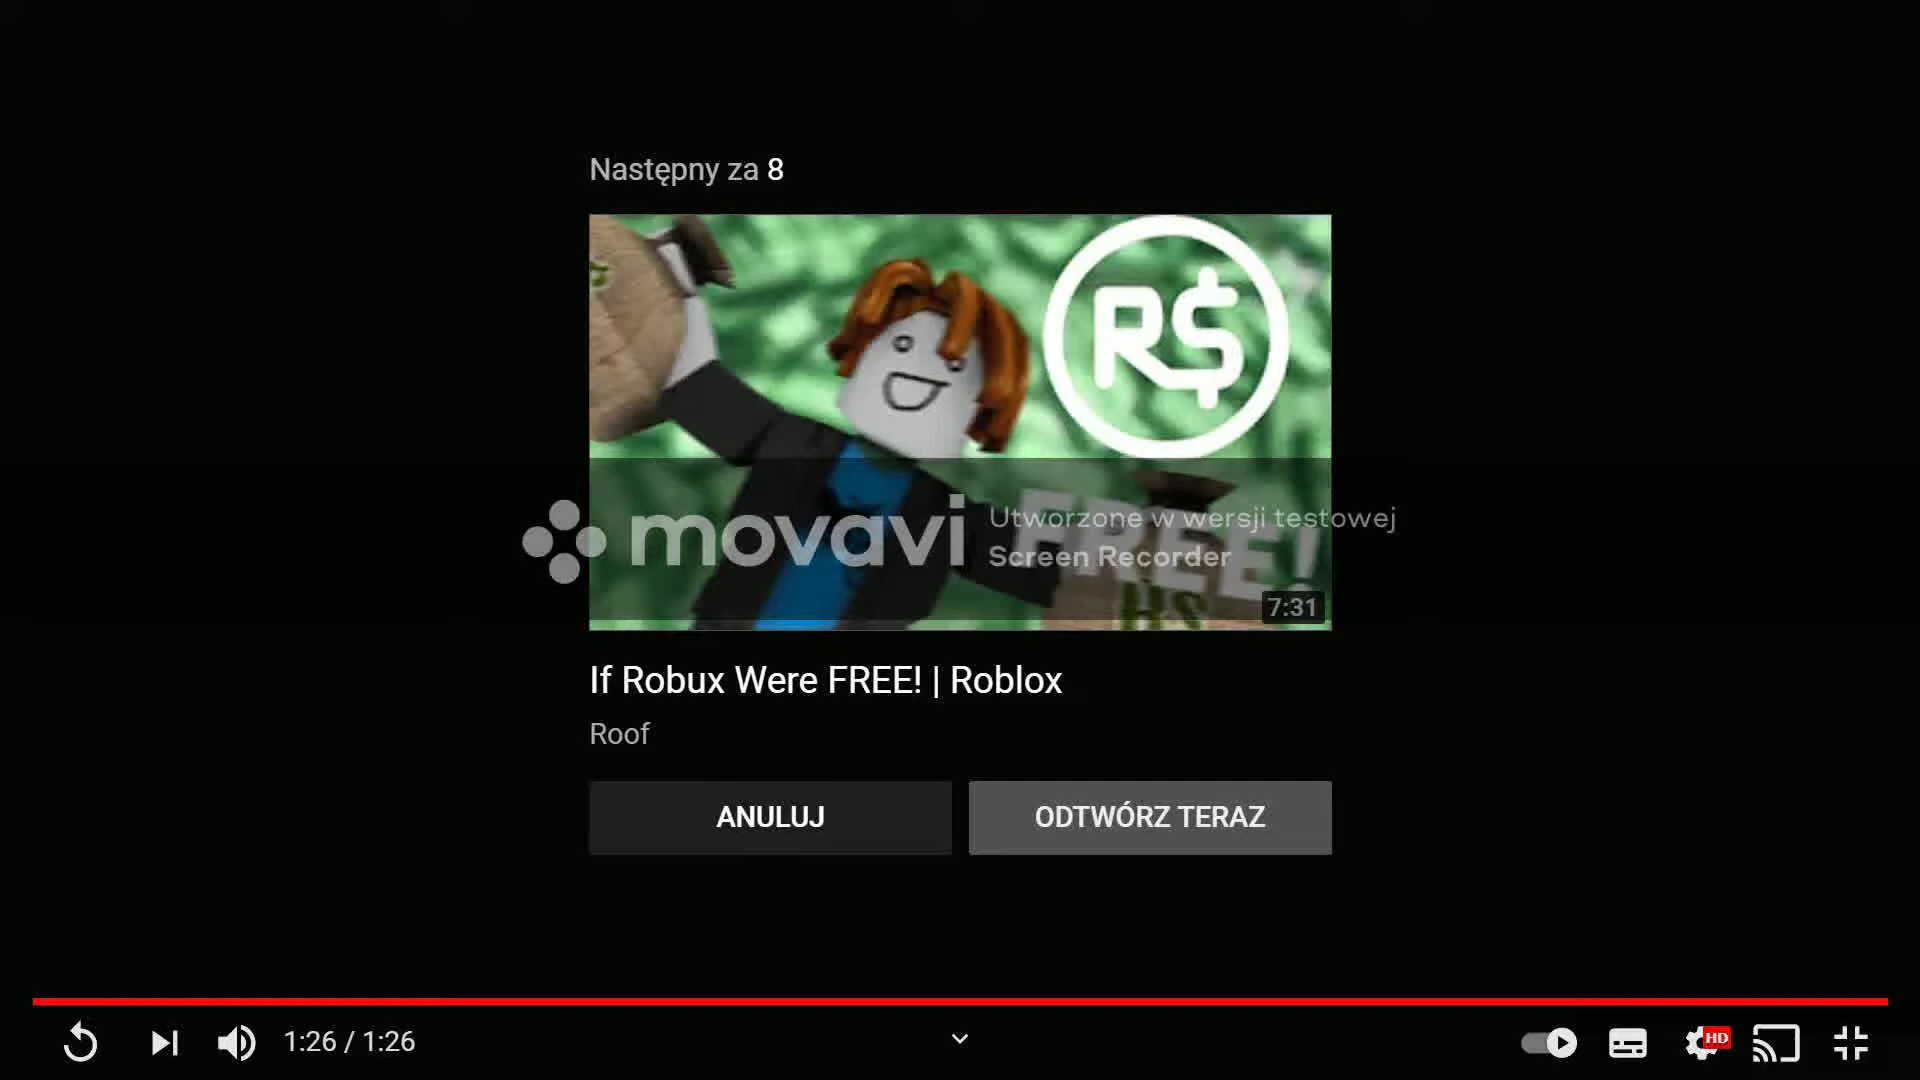 Następny za 8
R$
FREE!
R$
movavi
Utworzone w wersji testowej
Screen Recorder
7:31
If Robux Were FREE! | Roblox
Roof
ANULUJ
ODTWÓRZ TERAZ
1:26 / 1:26
HD